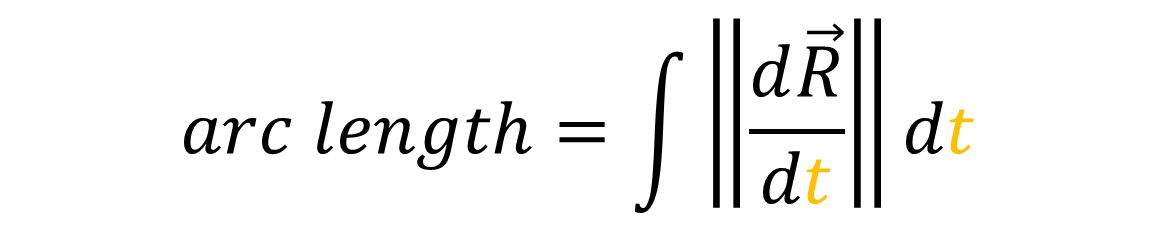 arc length = ∫ ‖dR⃗/dt‖ dt